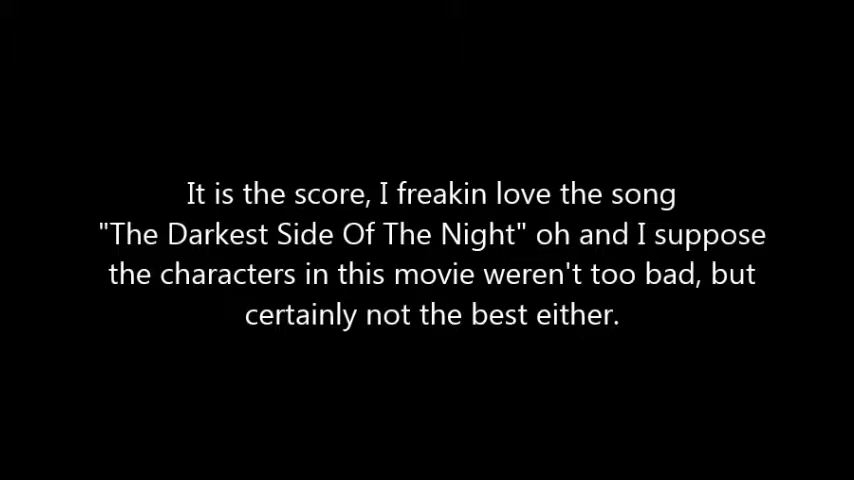 It is the score, I freakin love the song
"The Darkest Side Of The Night" oh and I suppose
the characters in this movie weren't too bad, but
certainly not the best either.